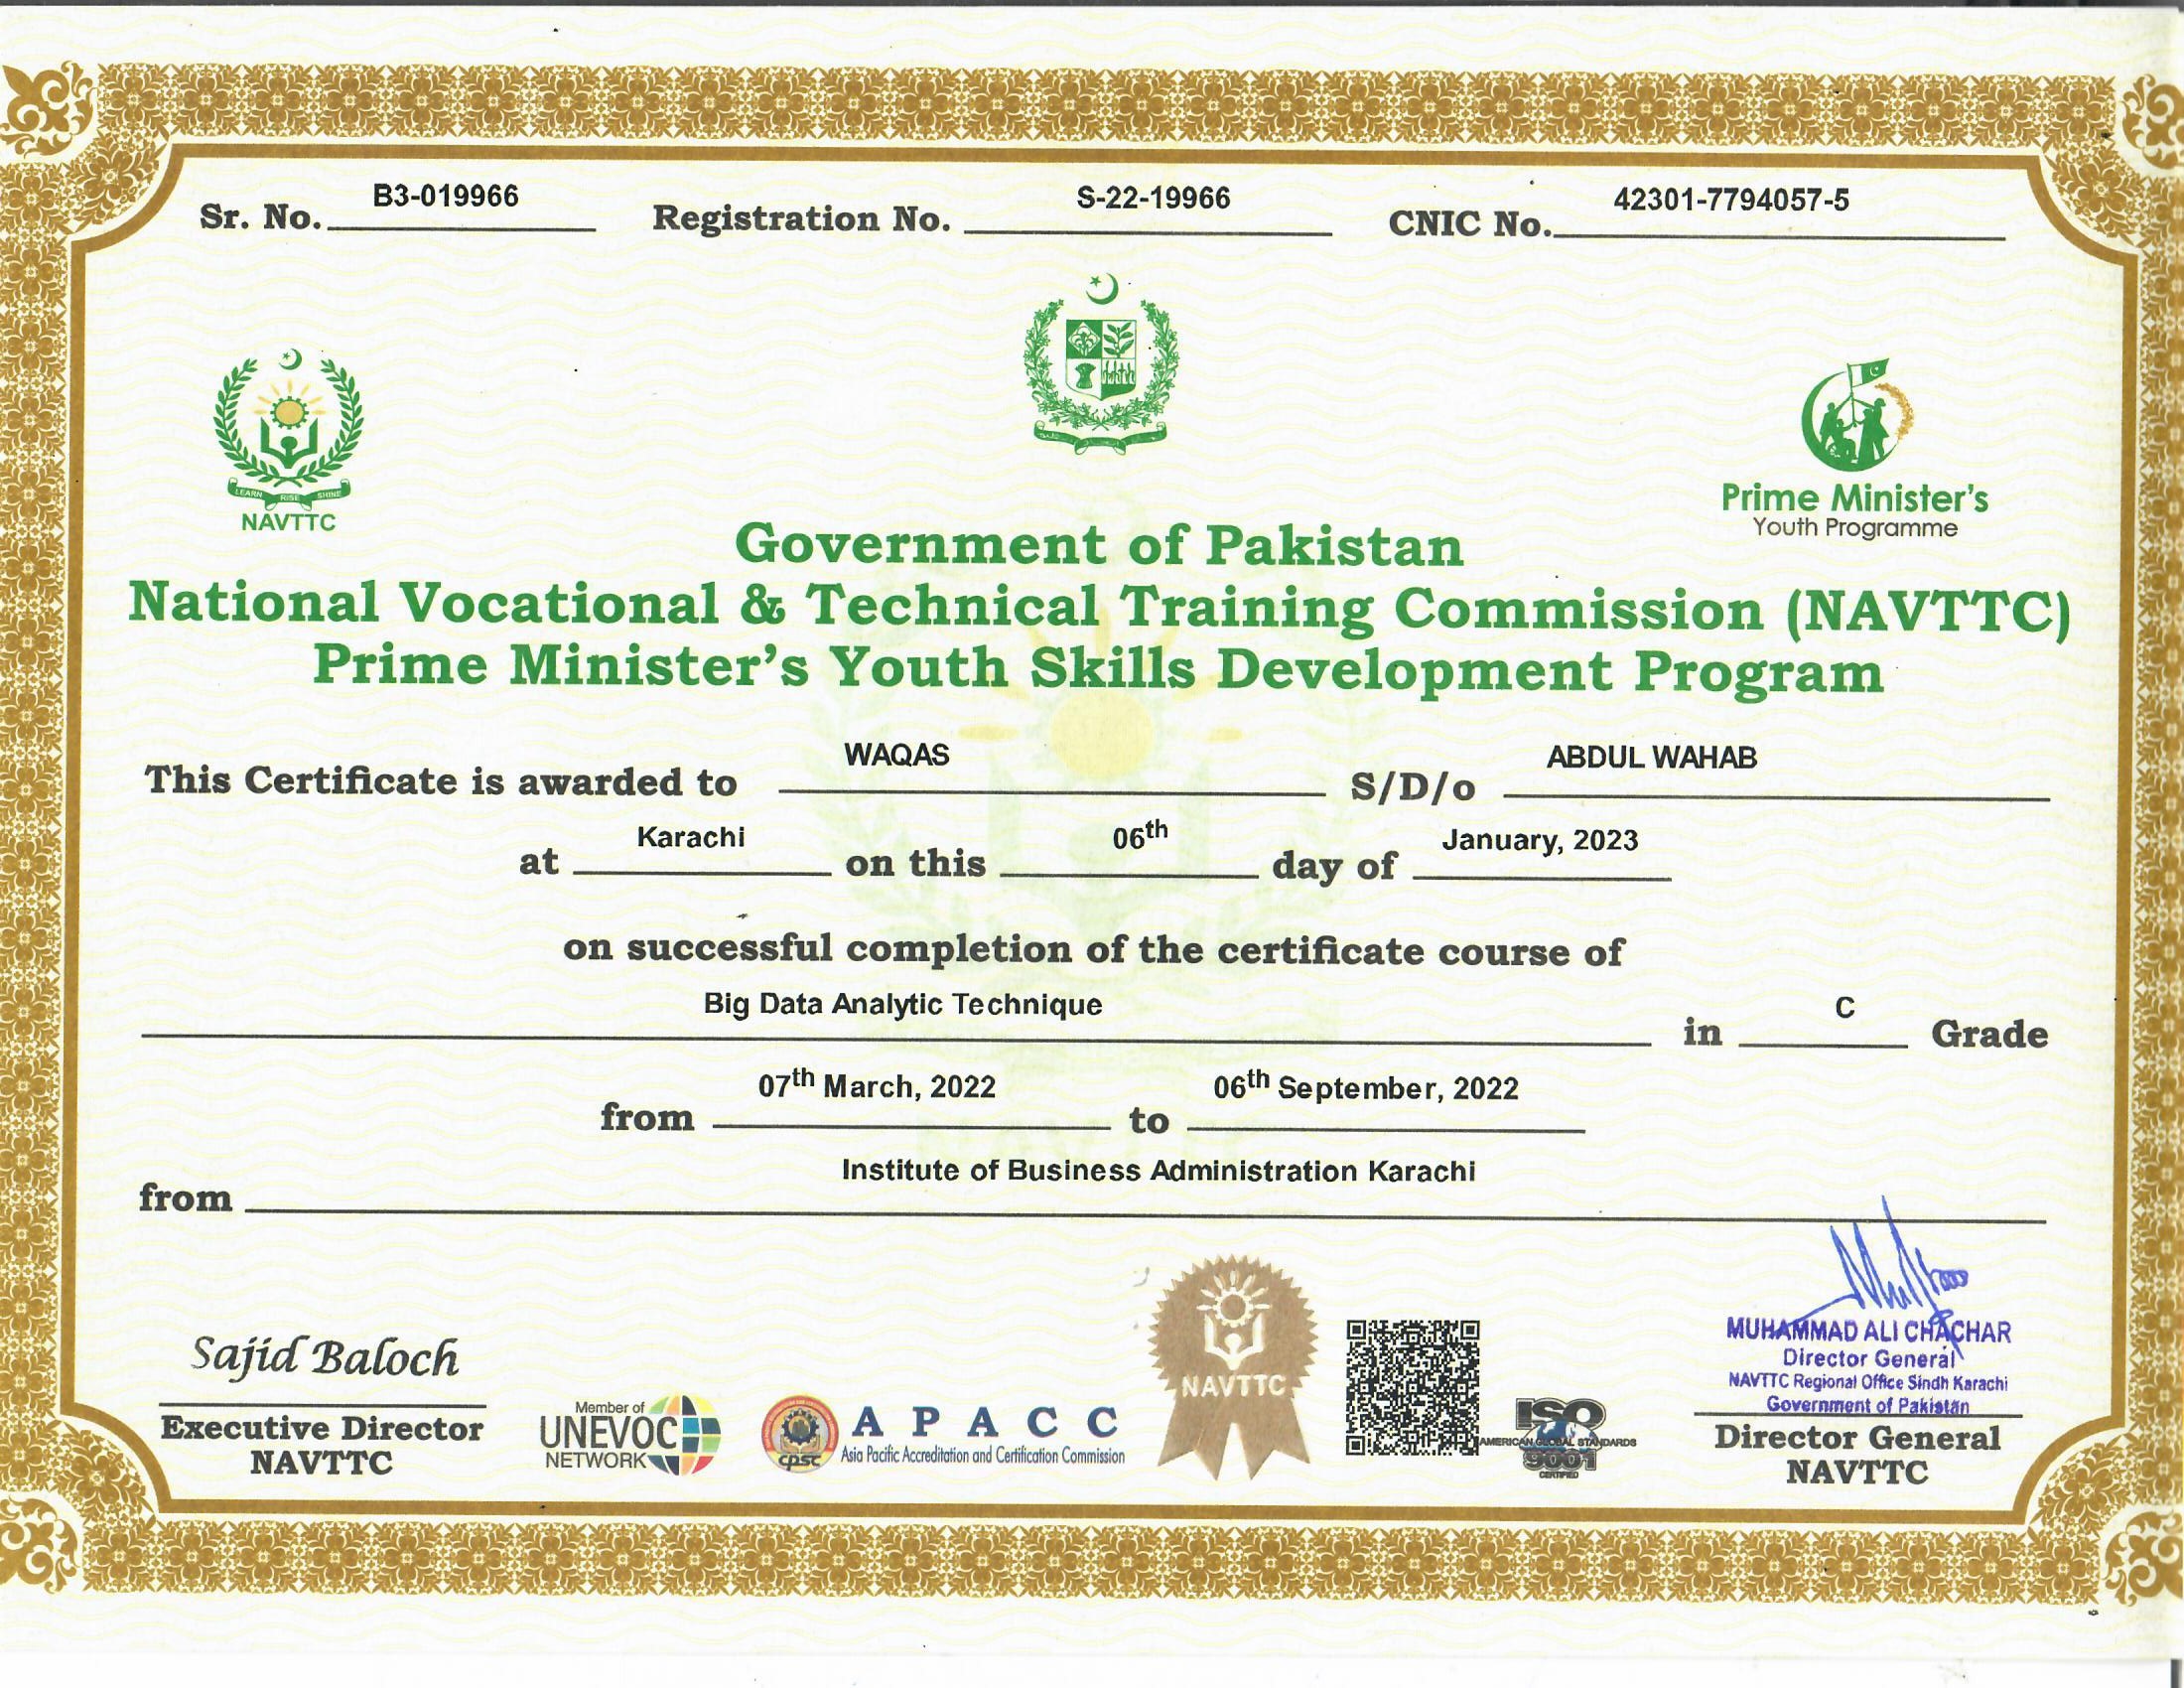 Sr. No. B3-019966 Registration No. S-22-19966 CNIC No. 42301-7794057-5
LEARN RISE SHINE
NAVTTC
Prime Minister's
Youth Programme
Government of Pakistan
National Vocational & Technical Training Commission (NAVTTC)
Prime Minister's Youth Skills Development Program
This Certificate is awarded to WAQAS S/D/o ABDUL WAHAB
at Karachi on this 06th day of January, 2023
on successful completion of the certificate course of
Big Data Analytic Technique in C Grade
from 07th March, 2022 to 06th September, 2022
from Institute of Business Administration Karachi
Sajid Baloch
Executive Director
NAVTTC
Member of
UNEVOC
NETWORK
cpsc
APACC
Asia Pacific Accreditation and Certification Commission
NAVTTC
ISO
AMERICAN GLOBAL STANDARDS
9001
CERTIFIED
MUHAMMAD ALI CHACHAR
Director General
NAVTTC Regional Office Sindh Karachi
Government of Pakistan
Director General
NAVTTC